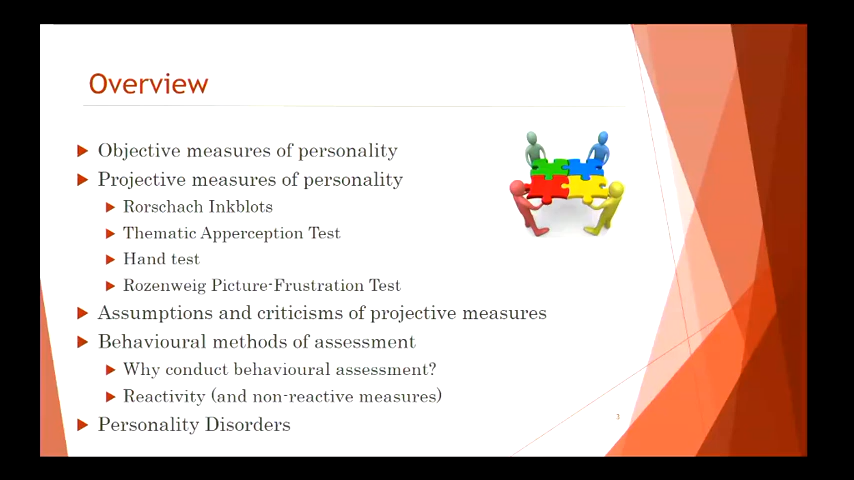 Overview
Objective measures of personality
Projective measures of personality
Rorschach Inkblots
Thematic Apperception Test
Hand test
Rozenweig Picture-Frustration Test
Assumptions and criticisms of projective measures
Behavioural methods of assessment
Why conduct behavioural assessment?
Reactivity (and non-reactive measures)
Personality Disorders
3